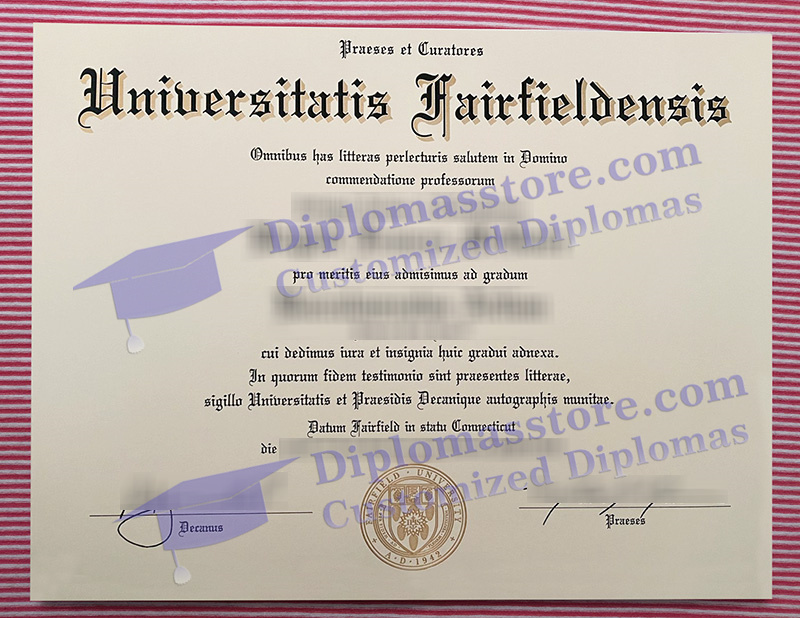 Praeses et Curatores
Universitatis Fairfieldensis
Omnibus has litteras perlecturis salutem in Domino
commendatione professorum
Diplomasstore.com
Customized Diplomas
pro meritis eius admisimus ad gradum
cui dedimus iura et insignia huic gradui adnexa.
In quorum fidem testimonio sint praesentes litterae,
sigillo Universitatis et Praesidis Decanique autographis munitae.
Datum Fairfield in statu Connecticut
die
Diplomasstore.com
Customized Diplomas
FAIRFIELD · UNIVERSITY
A·D·1942
Decanus
Praeses